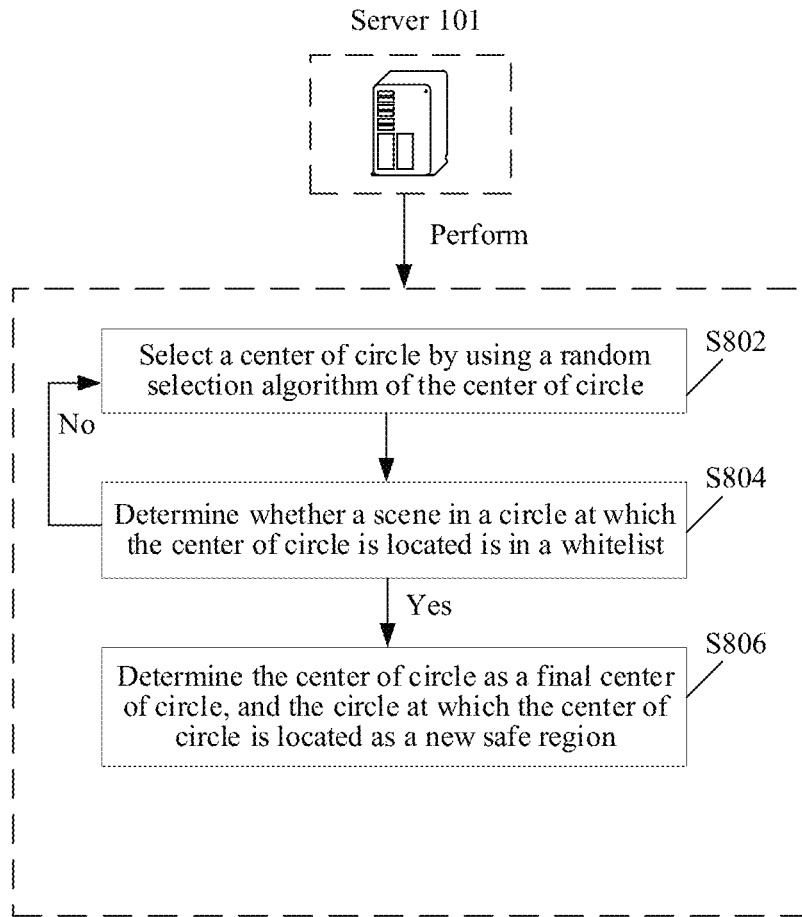 Server 101
Perform
S802
Select a center of circle by using a random
selection algorithm of the center of circle
No
S804
Determine whether a scene in a circle at which
the center of circle is located is in a whitelist
Yes
S806
Determine the center of circle as a final center
of circle, and the circle at which the center of
circle is located as a new safe region